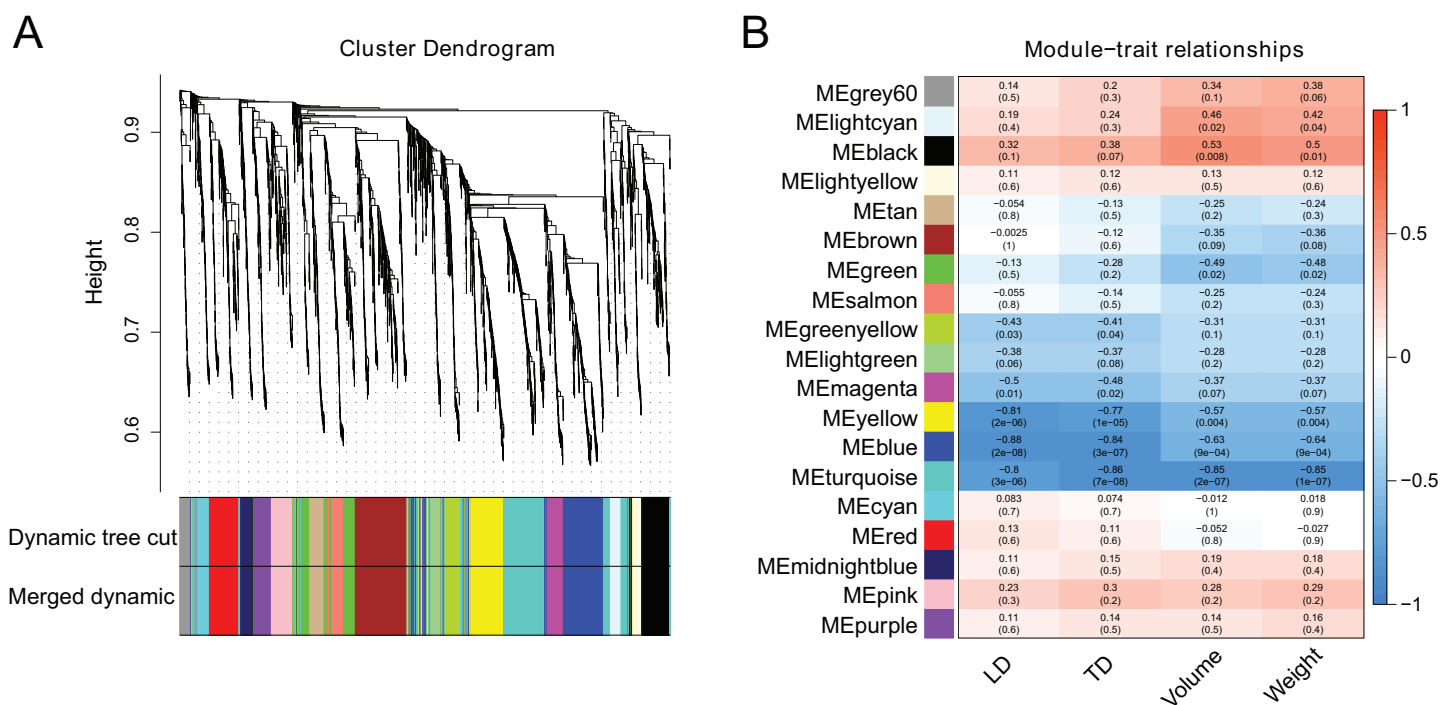 A
Cluster Dendrogram
Height
0.9
0.8
0.7
0.6
Dynamic tree cut
Merged dynamic
B
Module−trait relationships
MEgrey60
0.14 0.2 0.34 0.38
(0.5) (0.3) (0.1) (0.06)
MElightcyan
0.19 0.24 0.46 0.42
(0.4) (0.3) (0.02) (0.04)
MEblack
0.32 0.38 0.53 0.5
(0.1) (0.07) (0.008) (0.01)
MElightyellow
0.11 0.12 0.13 0.12
(0.6) (0.6) (0.5) (0.6)
MEtan
−0.054 −0.13 −0.25 −0.24
(0.8) (0.5) (0.2) (0.3)
MEbrown
−0.0025 −0.12 −0.35 −0.36
(1) (0.6) (0.09) (0.08)
MEgreen
−0.13 −0.28 −0.49 −0.48
(0.5) (0.2) (0.02) (0.02)
MEsalmon
−0.055 −0.14 −0.25 −0.24
(0.8) (0.5) (0.2) (0.3)
MEgreenyellow
−0.43 −0.41 −0.31 −0.31
(0.03) (0.04) (0.1) (0.1)
MElightgreen
−0.38 −0.37 −0.28 −0.28
(0.06) (0.08) (0.2) (0.2)
MEmagenta
−0.5 −0.48 −0.37 −0.37
(0.01) (0.02) (0.07) (0.07)
MEyellow
−0.81 −0.77 −0.57 −0.57
(2e−06) (1e−05) (0.004) (0.004)
MEblue
−0.88 −0.84 −0.63 −0.64
(2e−08) (3e−07) (9e−04) (9e−04)
MEturquoise
−0.8 −0.86 −0.85 −0.85
(3e−06) (7e−08) (2e−07) (1e−07)
MEcyan
0.083 0.074 −0.012 0.018
(0.7) (0.7) (1) (0.9)
MEred
0.13 0.11 −0.052 −0.027
(0.6) (0.6) (0.8) (0.9)
MEmidnightblue
0.11 0.15 0.19 0.18
(0.6) (0.5) (0.4) (0.4)
MEpink
0.23 0.3 0.28 0.29
(0.3) (0.2) (0.2) (0.2)
MEpurple
0.11 0.14 0.14 0.16
(0.6) (0.5) (0.5) (0.4)
LD TD Volume Weight
1
0.5
0
−0.5
−1